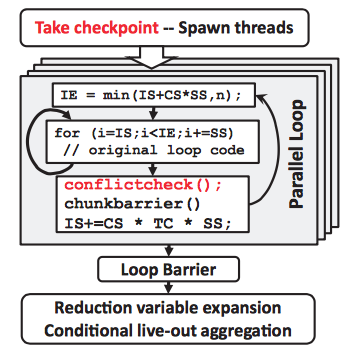 Take checkpoint -- Spawn threads
IE = min(IS+CS*SS,n);
for (i=IS;i<IE;i+=SS)
// original loop code
conflictcheck();
chunkbarrier()
IS+=CS * TC * SS;
Parallel Loop
Loop Barrier
Reduction variable expansion
Conditional live-out aggregation